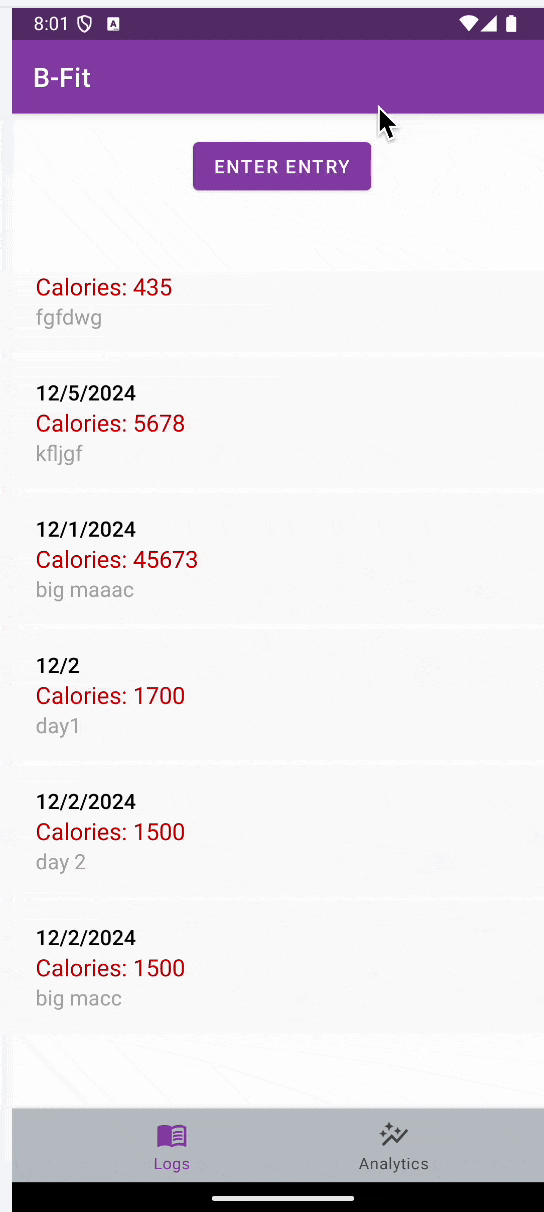 8:01
A
B-Fit
ENTER ENTRY
Calories: 435
fgfdwg
12/5/2024
Calories: 5678
kfljgf
12/1/2024
Calories: 45673
big maaac
12/2
Calories: 1700
day1
12/2/2024
Calories: 1500
day 2
12/2/2024
Calories: 1500
big macc
Logs
Analytics